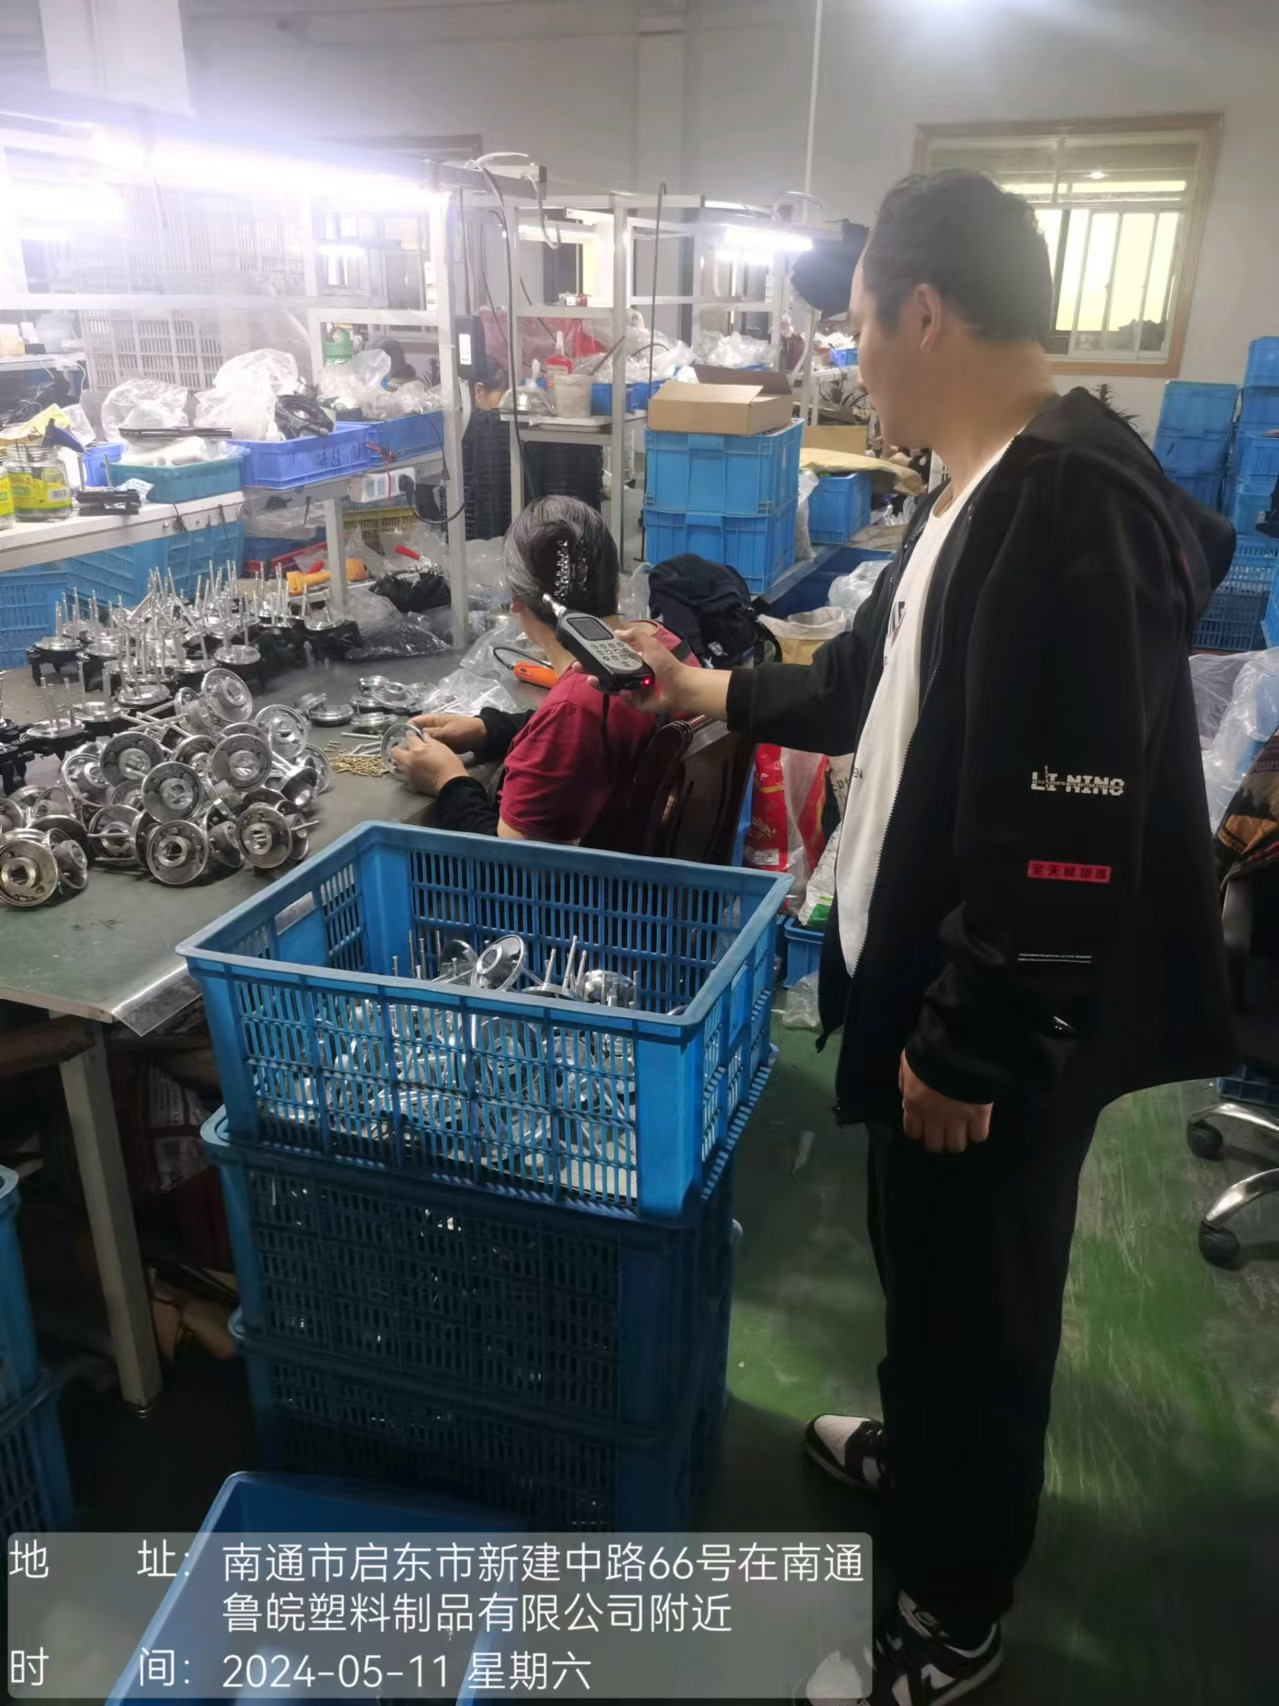 LI-NING
地 址：南通市启东市新建中路66号在南通
鲁皖塑料制品有限公司附近
时 间：2024-05-11 星期六